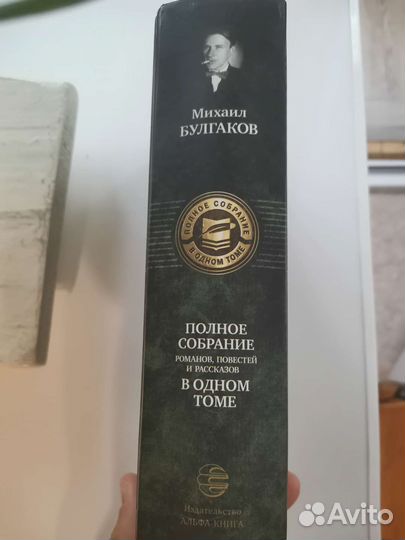 Михаил
БУЛГАКОВ
ПОЛНОЕ СОБРАНИЕ
В ОДНОМ ТОМЕ
ПОЛНОЕ
СОБРАНИЕ
РОМАНОВ, ПОВЕСТЕЙ
И РАССКАЗОВ
В ОДНОМ
ТОМЕ
Издательство
АЛЬФА-КНИГА
Avito